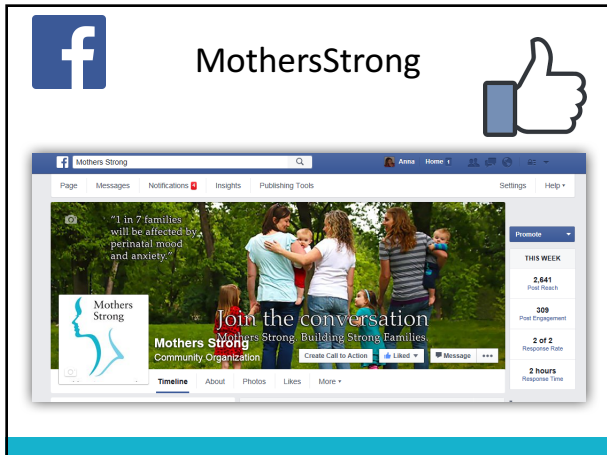 f
MothersStrong
f
Mothers Strong
Anna Home 1
Page Messages Notifications 4 Insights Publishing Tools Settings Help
"1 in 7 families
will be affected by
perinatal mood
and anxiety."
Promote
THIS WEEK
2,641
Post Reach
309
Post Engagement
2 of 2
Response Rate
2 hours
Response Time
Mothers
Strong
Join the conversation
Mothers Strong. Building Strong Families.
Mothers Strong
Community Organization
Create Call to Action Liked Message
Timeline About Photos Likes More